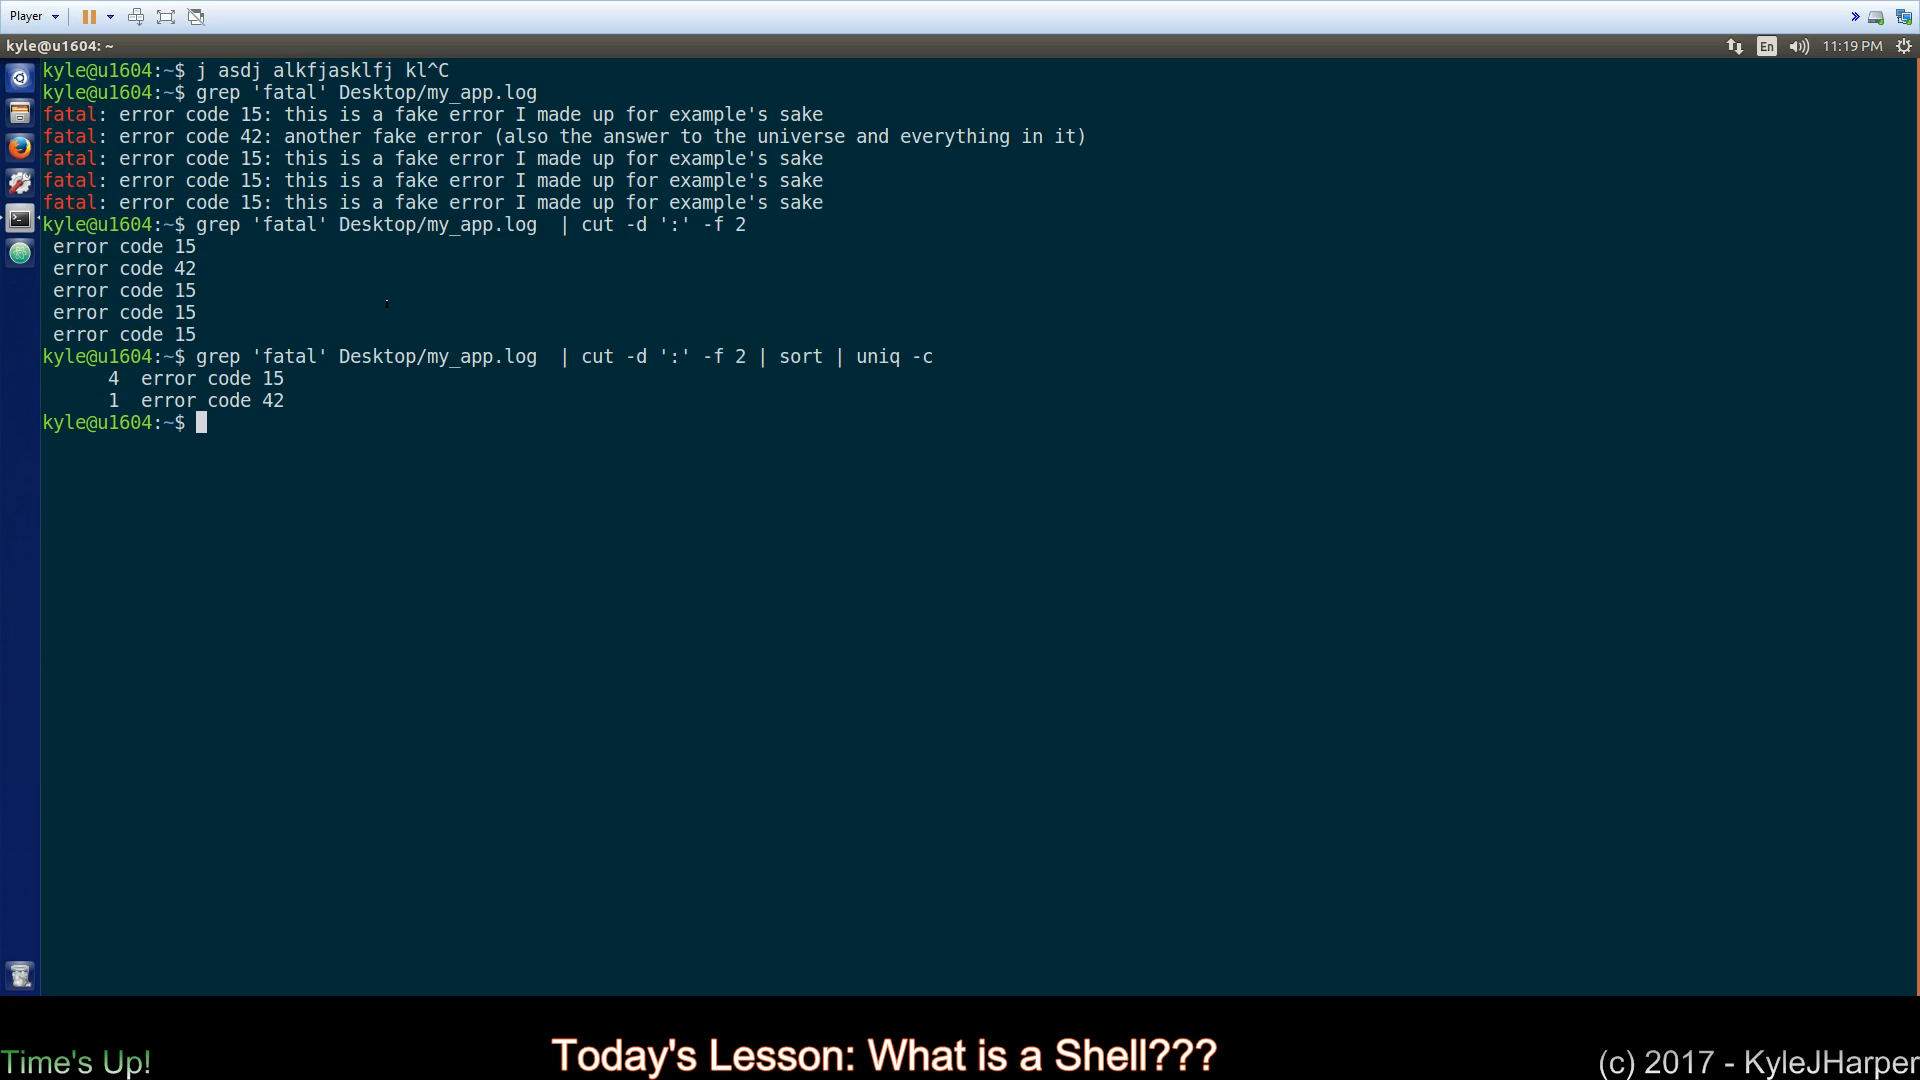 Player
kyle@u1604: ~
En
11:19 PM
kyle@u1604:~$ j asdj alkfjasklfj kl^C
kyle@u1604:~$ grep 'fatal' Desktop/my_app.log
fatal: error code 15: this is a fake error I made up for example's sake
fatal: error code 42: another fake error (also the answer to the universe and everything in it)
fatal: error code 15: this is a fake error I made up for example's sake
fatal: error code 15: this is a fake error I made up for example's sake
fatal: error code 15: this is a fake error I made up for example's sake
kyle@u1604:~$ grep 'fatal' Desktop/my_app.log  | cut -d ':' -f 2
 error code 15
 error code 42
 error code 15
 error code 15
 error code 15
kyle@u1604:~$ grep 'fatal' Desktop/my_app.log  | cut -d ':' -f 2 | sort | uniq -c
      4  error code 15
      1  error code 42
kyle@u1604:~$
Time's Up!
Today's Lesson: What is a Shell???
(c) 2017 - KyleJHarper